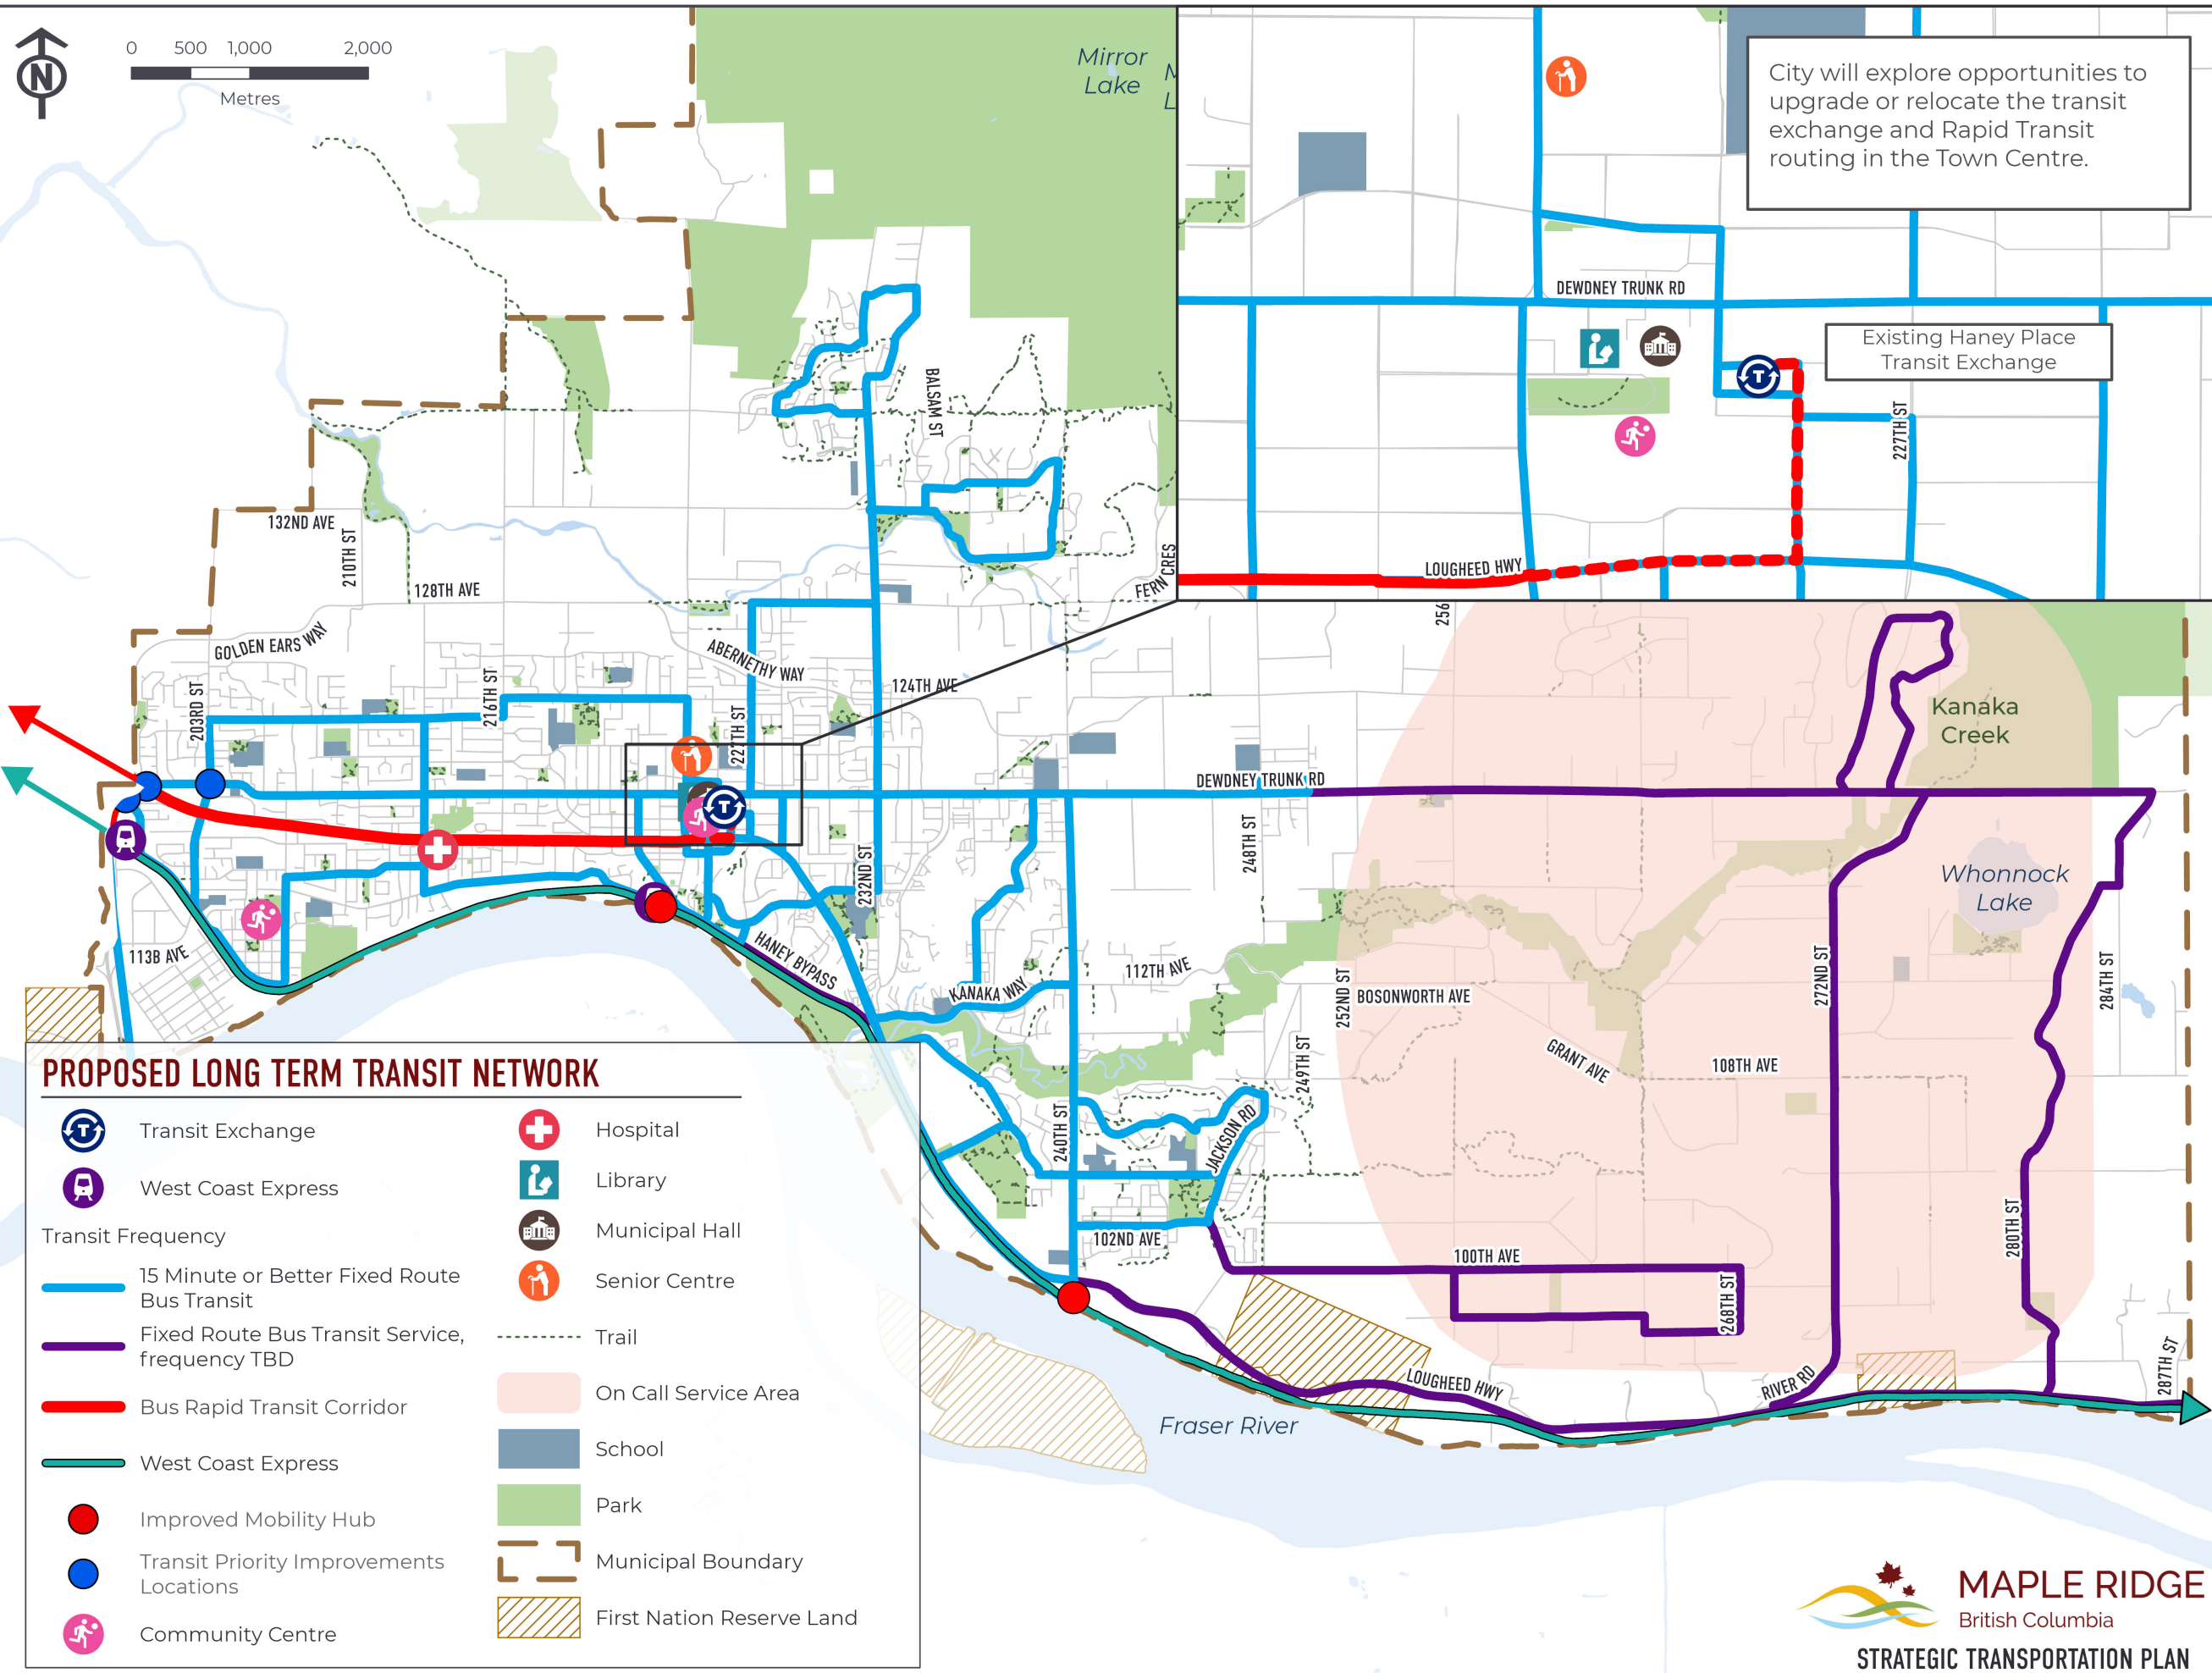 N
0 500 1,000 2,000
Metres
Mirror
Lake
M
L
City will explore opportunities to
upgrade or relocate the transit
exchange and Rapid Transit
routing in the Town Centre.
DEWDNEY TRUNK RD
Existing Haney Place
Transit Exchange
T
227TH ST
LOUGHEED HWY
BALSAM ST
132ND AVE
210TH ST
128TH AVE
FERN CRES
GOLDEN EARS WAY
ABERNETHY WAY
256
203RD ST
216TH ST
124TH AVE
222TH ST
Kanaka
Creek
DEWDNEY TRUNK RD
T
248TH ST
232ND ST
Whonnock
Lake
113B AVE
HANEY BYPASS
KANAKA WAY
112TH AVE
252ND ST
BOSONWORTH AVE
272ND ST
284TH ST
249TH ST
GRANT AVE
108TH AVE
240TH ST
JACKSON RD
102ND AVE
100TH AVE
268TH ST
280TH ST
LOUGHEED HWY
RIVER RD
287TH ST
Fraser River
PROPOSED LONG TERM TRANSIT NETWORK
T
Transit Exchange
West Coast Express
Transit Frequency
15 Minute or Better Fixed Route
Bus Transit
Fixed Route Bus Transit Service,
frequency TBD
Bus Rapid Transit Corridor
West Coast Express
Improved Mobility Hub
Transit Priority Improvements
Locations
Community Centre
Hospital
Library
Municipal Hall
Senior Centre
Trail
On Call Service Area
School
Park
Municipal Boundary
First Nation Reserve Land
MAPLE RIDGE
British Columbia
STRATEGIC TRANSPORTATION PLAN